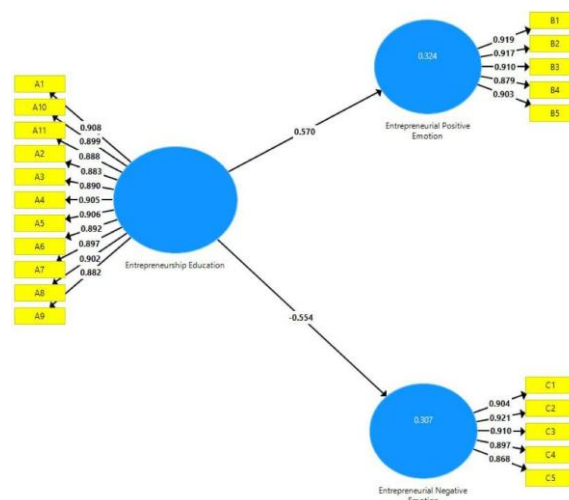 A1
A10
A11
A2
A3
A4
A5
A6
A7
A8
A9
0.908
0.899
0.888
0.883
0.890
0.905
0.906
0.892
0.897
0.902
0.882
Entrepreneurship Education
0.570
-0.554
0.324
Entrepreneurial Positive
Emotion
0.919
0.917
0.910
0.879
0.903
B1
B2
B3
B4
B5
0.307
Entrepreneurial Negative
Emotion
0.904
0.921
0.910
0.897
0.868
C1
C2
C3
C4
C5